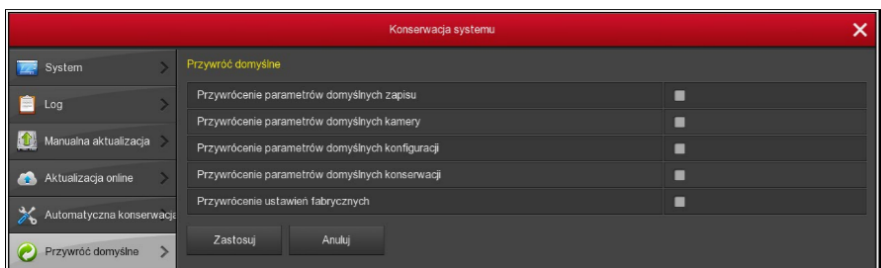 Konserwacja systemu
System
Log
Manualna aktualizacja
Aktualizacja online
Automatyczna konserwacja
Przywróć domyślne
Przywróć domyślne
Przywrócenie parametrów domyślnych zapisu
Przywrócenie parametrów domyślnych kamery
Przywrócenie parametrów domyślnych konfiguracji
Przywrócenie parametrów domyślnych konserwacji
Przywrócenie ustawień fabrycznych
Zastosuj
Anuluj